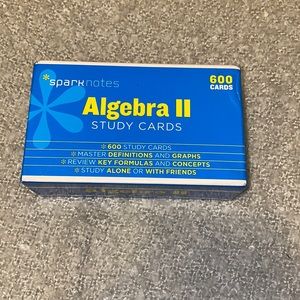 *sparknotes
600
CARDS
Algebra II
STUDY CARDS
* 600 STUDY CARDS
* MASTER DEFINITIONS AND GRAPHS
* REVIEW KEY FORMULAS AND CONCEPTS
* STUDY ALONE OR WITH FRIENDS